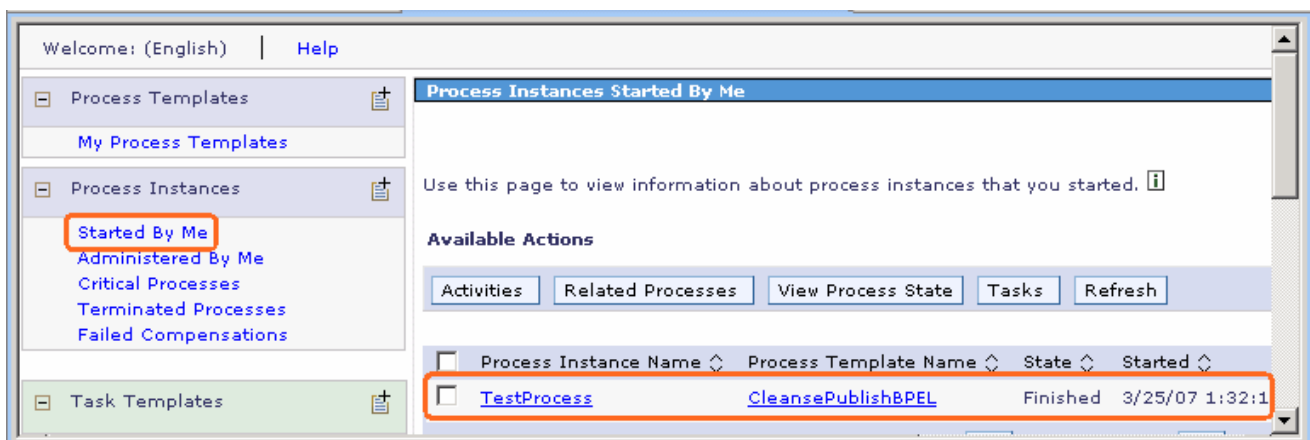 Welcome: (English) | Help
Process Templates
My Process Templates
Process Instances
Started By Me
Administered By Me
Critical Processes
Terminated Processes
Failed Compensations
Task Templates
Process Instances Started By Me
Use this page to view information about process instances that you started.
Available Actions
Activities Related Processes View Process State Tasks Refresh
Process Instance Name Process Template Name State Started
TestProcess CleansePublishBPEL Finished 3/25/07 1:32:1